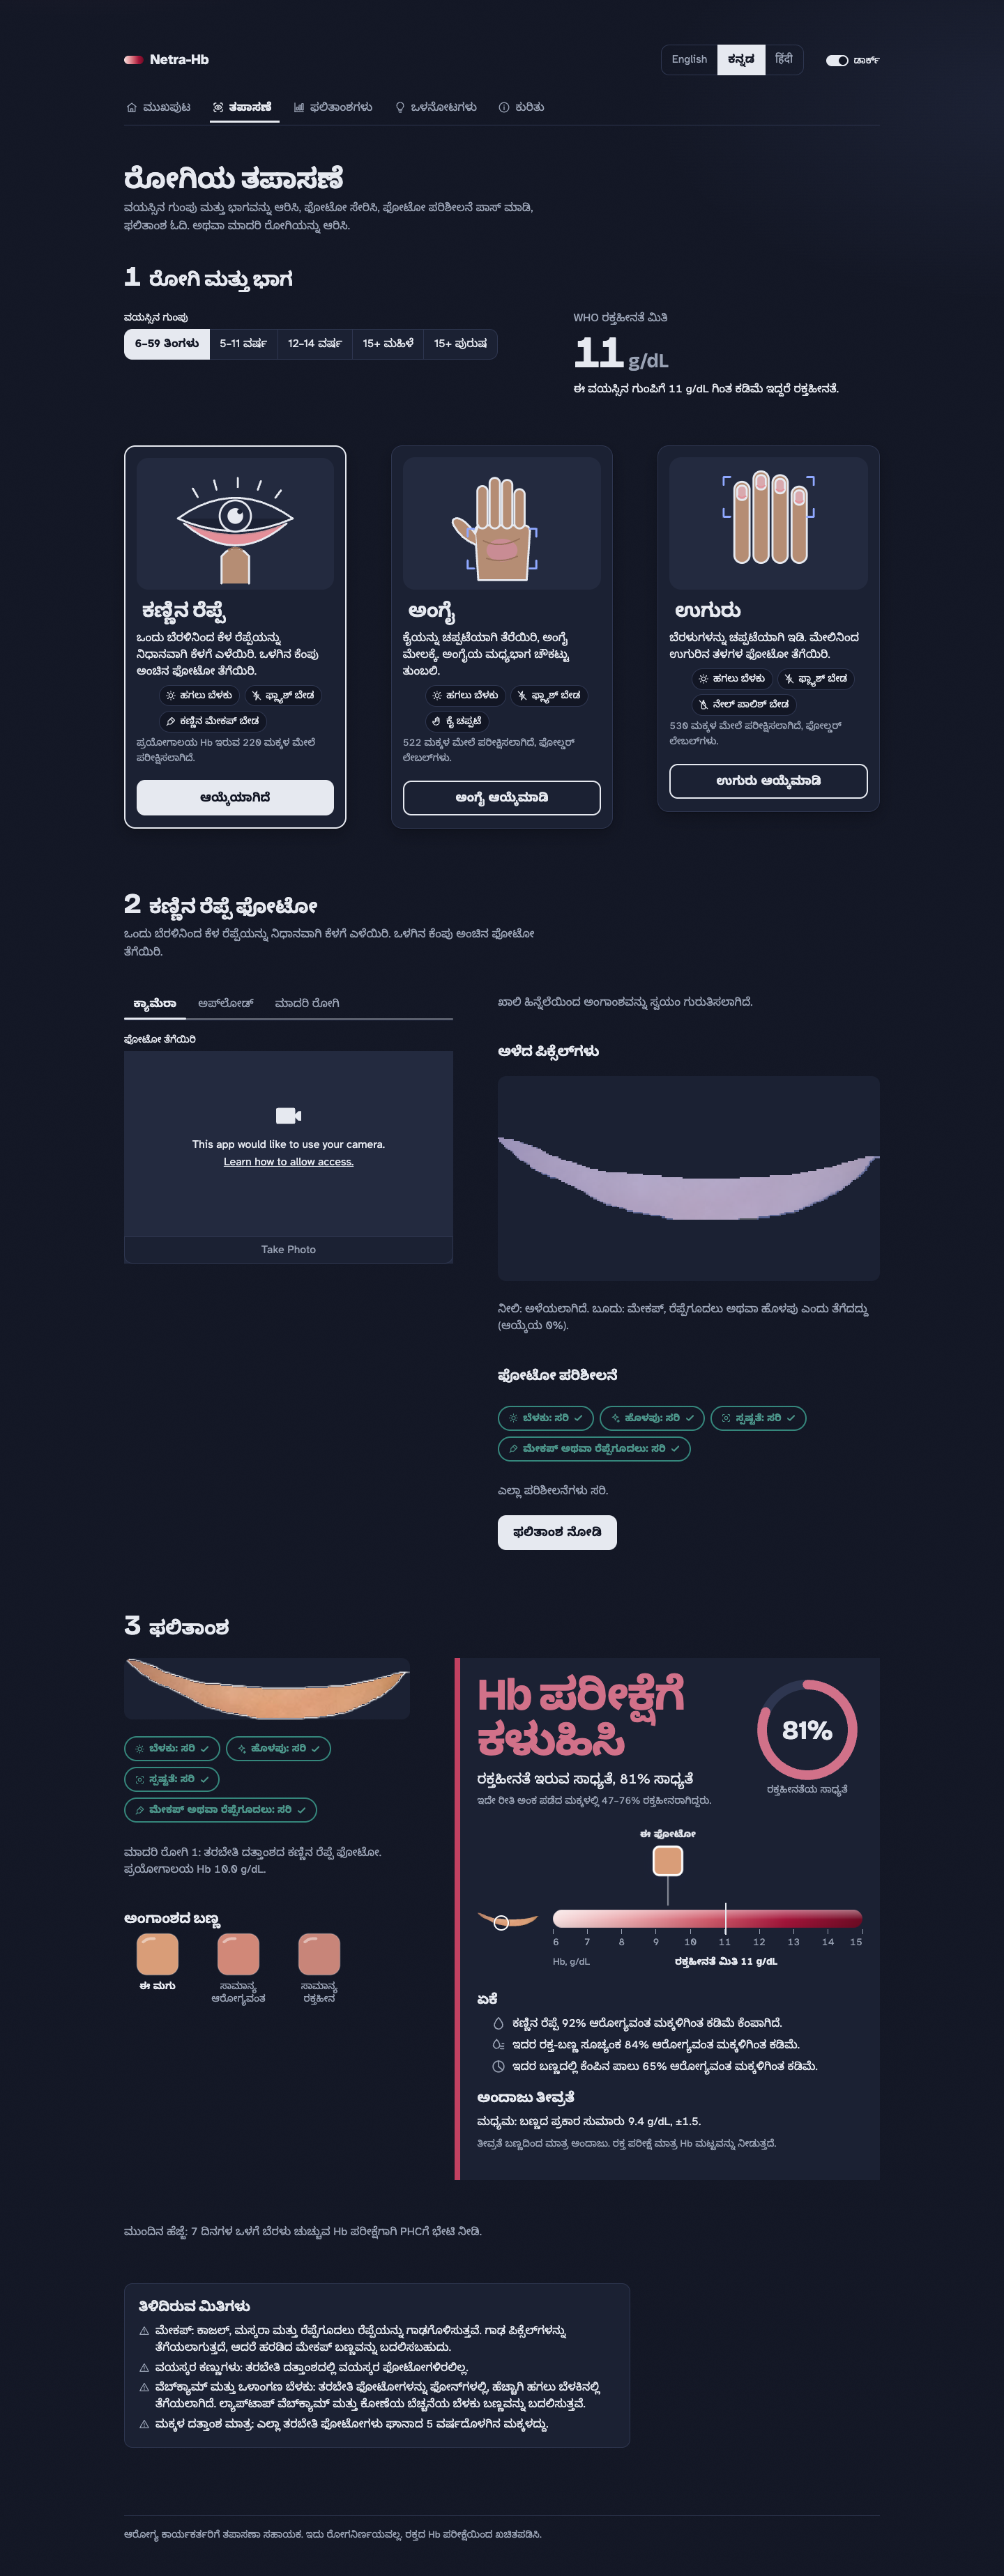 Netra-Hb
English
ಕನ್ನಡ
हिंदी
ಡಾರ್ಕ್
ಮುಖಪುಟ
ತಪಾಸಣೆ
ಫಲಿತಾಂಶಗಳು
ಒಳನೋಟಗಳು
ಕುರಿತು
ರೋಗಿಯ ತಪಾಸಣೆ
ವಯಸ್ಸಿನ ಗುಂಪು ಮತ್ತು ಭಾಗವನ್ನು ಆರಿಸಿ, ಫೋಟೋ ಸೇರಿಸಿ, ಫೋಟೋ ಪರಿಶೀಲನೆ ಪಾಸ್ ಮಾಡಿ,
ಫಲಿತಾಂಶ ಓದಿ. ಅಥವಾ ಮಾದರಿ ರೋಗಿಯನ್ನು ಆರಿಸಿ.
1 ರೋಗಿ ಮತ್ತು ಭಾಗ
ವಯಸ್ಸಿನ ಗುಂಪು
6–59 ತಿಂಗಳು
5–11 ವರ್ಷ
12–14 ವರ್ಷ
15+ ಮಹಿಳೆ
15+ ಪುರುಷ
WHO ರಕ್ತಹೀನತೆ ಮಿತಿ
11 g/dL
ಈ ವಯಸ್ಸಿನ ಗುಂಪಿಗೆ 11 g/dL ಗಿಂತ ಕಡಿಮೆ ಇದ್ದರೆ ರಕ್ತಹೀನತೆ.
ಕಣ್ಣಿನ ರೆಪ್ಪೆ
ಒಂದು ಬೆರಳಿನಿಂದ ಕೆಳ ರೆಪ್ಪೆಯನ್ನು
ನಿಧಾನವಾಗಿ ಕೆಳಗೆ ಎಳೆಯಿರಿ. ಒಳಗಿನ ಕೆಂಪು
ಅಂಚಿನ ಫೋಟೋ ತೆಗೆಯಿರಿ.
ಹಗಲು ಬೆಳಕು
ಫ್ಲ್ಯಾಶ್ ಬೇಡ
ಕಣ್ಣಿನ ಮೇಕಪ್ ಬೇಡ
ಪ್ರಯೋಗಾಲಯ Hb ಇರುವ 220 ಮಕ್ಕಳ ಮೇಲೆ
ಪರೀಕ್ಷಿಸಲಾಗಿದೆ.
ಆಯ್ಕೆಯಾಗಿದೆ
ಅಂಗೈ
ಕೈಯನ್ನು ಚಪ್ಪಟೆಯಾಗಿ ತೆರೆಯಿರಿ, ಅಂಗೈ
ಮೇಲಕ್ಕೆ. ಅಂಗೈಯ ಮಧ್ಯಭಾಗ ಚೌಕಟ್ಟು
ತುಂಬಲಿ.
ಹಗಲು ಬೆಳಕು
ಫ್ಲ್ಯಾಶ್ ಬೇಡ
ಕೈ ಚಪ್ಪಟೆ
522 ಮಕ್ಕಳ ಮೇಲೆ ಪರೀಕ್ಷಿಸಲಾಗಿದೆ, ಫೋಲ್ಡರ್
ಲೇಬಲ್‌ಗಳು.
ಅಂಗೈ ಆಯ್ಕೆಮಾಡಿ
ಉಗುರು
ಬೆರಳುಗಳನ್ನು ಚಪ್ಪಟೆಯಾಗಿ ಇಡಿ. ಮೇಲಿನಿಂದ
ಉಗುರಿನ ತಳಗಳ ಫೋಟೋ ತೆಗೆಯಿರಿ.
ಹಗಲು ಬೆಳಕು
ಫ್ಲ್ಯಾಶ್ ಬೇಡ
ನೇಲ್ ಪಾಲಿಶ್ ಬೇಡ
530 ಮಕ್ಕಳ ಮೇಲೆ ಪರೀಕ್ಷಿಸಲಾಗಿದೆ, ಫೋಲ್ಡರ್
ಲೇಬಲ್‌ಗಳು.
ಉಗುರು ಆಯ್ಕೆಮಾಡಿ
2 ಕಣ್ಣಿನ ರೆಪ್ಪೆ ಫೋಟೋ
ಒಂದು ಬೆರಳಿನಿಂದ ಕೆಳ ರೆಪ್ಪೆಯನ್ನು ನಿಧಾನವಾಗಿ ಕೆಳಗೆ ಎಳೆಯಿರಿ. ಒಳಗಿನ ಕೆಂಪು ಅಂಚಿನ ಫೋಟೋ
ತೆಗೆಯಿರಿ.
ಕ್ಯಾಮೆರಾ
ಅಪ್‌ಲೋಡ್
ಮಾದರಿ ರೋಗಿ
ಫೋಟೋ ತೆಗೆಯಿರಿ
This app would like to use your camera.
Learn how to allow access.
Take Photo
ಖಾಲಿ ಹಿನ್ನೆಲೆಯಿಂದ ಅಂಗಾಂಶವನ್ನು ಸ್ವಯಂ ಗುರುತಿಸಲಾಗಿದೆ.
ಅಳೆದ ಪಿಕ್ಸೆಲ್‌ಗಳು
ನೀಲಿ: ಅಳೆಯಲಾಗಿದೆ. ಬೂದು: ಮೇಕಪ್, ರೆಪ್ಪೆಗೂದಲು ಅಥವಾ ಹೊಳಪು ಎಂದು ತೆಗೆದದ್ದು
(ಆಯ್ಕೆಯ 0%).
ಫೋಟೋ ಪರಿಶೀಲನೆ
ಬೆಳಕು: ಸರಿ
ಹೊಳಪು: ಸರಿ
ಸ್ಪಷ್ಟತೆ: ಸರಿ
ಮೇಕಪ್ ಅಥವಾ ರೆಪ್ಪೆಗೂದಲು: ಸರಿ
ಎಲ್ಲಾ ಪರಿಶೀಲನೆಗಳು ಸರಿ.
ಫಲಿತಾಂಶ ನೋಡಿ
3 ಫಲಿತಾಂಶ
ಬೆಳಕು: ಸರಿ
ಹೊಳಪು: ಸರಿ
ಸ್ಪಷ್ಟತೆ: ಸರಿ
ಮೇಕಪ್ ಅಥವಾ ರೆಪ್ಪೆಗೂದಲು: ಸರಿ
ಮಾದರಿ ರೋಗಿ 1: ತರಬೇತಿ ದತ್ತಾಂಶದ ಕಣ್ಣಿನ ರೆಪ್ಪೆ ಫೋಟೋ.
ಪ್ರಯೋಗಾಲಯ Hb 10.0 g/dL.
ಅಂಗಾಂಶದ ಬಣ್ಣ
ಈ ಮಗು
ಸಾಮಾನ್ಯ
ಆರೋಗ್ಯವಂತ
ಸಾಮಾನ್ಯ
ರಕ್ತಹೀನ
Hb ಪರೀಕ್ಷೆಗೆ
ಕಳುಹಿಸಿ
ರಕ್ತಹೀನತೆ ಇರುವ ಸಾಧ್ಯತೆ, 81% ಸಾಧ್ಯತೆ
ಇದೇ ರೀತಿ ಅಂಕ ಪಡೆದ ಮಕ್ಕಳಲ್ಲಿ 47–76% ರಕ್ತಹೀನರಾಗಿದ್ದರು.
81%
ರಕ್ತಹೀನತೆಯ ಸಾಧ್ಯತೆ
ಈ ಫೋಟೋ
6 7 8 9 10 11 12 13 14 15
Hb, g/dL
ರಕ್ತಹೀನತೆ ಮಿತಿ 11 g/dL
ಏಕೆ
ಕಣ್ಣಿನ ರೆಪ್ಪೆ 92% ಆರೋಗ್ಯವಂತ ಮಕ್ಕಳಿಗಿಂತ ಕಡಿಮೆ ಕೆಂಪಾಗಿದೆ.
ಇದರ ರಕ್ತ-ಬಣ್ಣ ಸೂಚ್ಯಂಕ 84% ಆರೋಗ್ಯವಂತ ಮಕ್ಕಳಿಗಿಂತ ಕಡಿಮೆ.
ಇದರ ಬಣ್ಣದಲ್ಲಿ ಕೆಂಪಿನ ಪಾಲು 65% ಆರೋಗ್ಯವಂತ ಮಕ್ಕಳಿಗಿಂತ ಕಡಿಮೆ.
ಅಂದಾಜು ತೀವ್ರತೆ
ಮಧ್ಯಮ: ಬಣ್ಣದ ಪ್ರಕಾರ ಸುಮಾರು 9.4 g/dL, ±1.5.
ತೀವ್ರತೆ ಬಣ್ಣದಿಂದ ಮಾತ್ರ ಅಂದಾಜು. ರಕ್ತ ಪರೀಕ್ಷೆ ಮಾತ್ರ Hb ಮಟ್ಟವನ್ನು ನೀಡುತ್ತದೆ.
ಮುಂದಿನ ಹೆಜ್ಜೆ: 7 ದಿನಗಳ ಒಳಗೆ ಬೆರಳು ಚುಚ್ಚುವ Hb ಪರೀಕ್ಷೆಗಾಗಿ PHCಗೆ ಭೇಟಿ ನೀಡಿ.
ತಿಳಿದಿರುವ ಮಿತಿಗಳು
ಮೇಕಪ್: ಕಾಜಲ್, ಮಸ್ಕರಾ ಮತ್ತು ರೆಪ್ಪೆಗೂದಲು ರೆಪ್ಪೆಯನ್ನು ಗಾಢಗೊಳಿಸುತ್ತವೆ. ಗಾಢ ಪಿಕ್ಸೆಲ್‌ಗಳನ್ನು
ತೆಗೆಯಲಾಗುತ್ತದೆ, ಆದರೆ ಹರಡಿದ ಮೇಕಪ್ ಬಣ್ಣವನ್ನು ಬದಲಿಸಬಹುದು.
ವಯಸ್ಕರ ಕಣ್ಣುಗಳು: ತರಬೇತಿ ದತ್ತಾಂಶದಲ್ಲಿ ವಯಸ್ಕರ ಫೋಟೋಗಳಿರಲಿಲ್ಲ.
ವೆಬ್‌ಕ್ಯಾಮ್ ಮತ್ತು ಒಳಾಂಗಣ ಬೆಳಕು: ತರಬೇತಿ ಫೋಟೋಗಳನ್ನು ಫೋನ್‌ಗಳಲ್ಲಿ, ಹೆಚ್ಚಾಗಿ ಹಗಲು ಬೆಳಕಿನಲ್ಲಿ
ತೆಗೆಯಲಾಗಿದೆ. ಲ್ಯಾಪ್‌ಟಾಪ್ ವೆಬ್‌ಕ್ಯಾಮ್ ಮತ್ತು ಕೋಣೆಯ ಬೆಚ್ಚನೆಯ ಬೆಳಕು ಬಣ್ಣವನ್ನು ಬದಲಿಸುತ್ತವೆ.
ಮಕ್ಕಳ ದತ್ತಾಂಶ ಮಾತ್ರ: ಎಲ್ಲಾ ತರಬೇತಿ ಫೋಟೋಗಳು ಘಾನಾದ 5 ವರ್ಷದೊಳಗಿನ ಮಕ್ಕಳದ್ದು.
ಆರೋಗ್ಯ ಕಾರ್ಯಕರ್ತರಿಗೆ ತಪಾಸಣಾ ಸಹಾಯಕ. ಇದು ರೋಗನಿರ್ಣಯವಲ್ಲ. ರಕ್ತದ Hb ಪರೀಕ್ಷೆಯಿಂದ ಖಚಿತಪಡಿಸಿ.